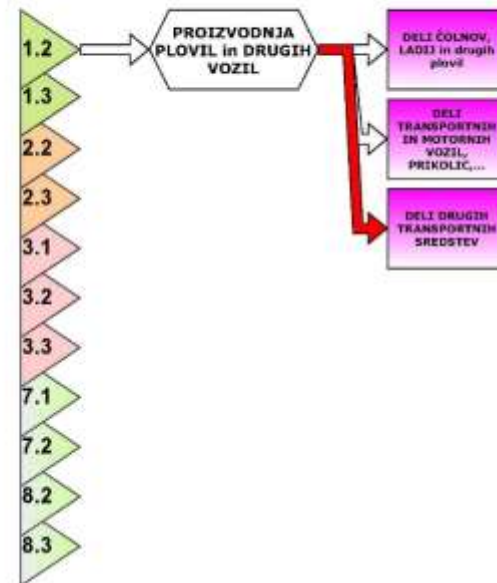 1.2
1.3
2.2
2.3
3.1
3.2
3.3
7.1
7.2
8.2
8.3
PROIZVODNJA
PLOVIL in DRUGIH
VOZIL
DELI ČOLNOV,
LADIJ in drugih
plovil
DELI
TRANSPORTNIH
IN MOTORNIH
VOZIL,
PRIKOLIC,...
DELI DRUGIH
TRANSPORTNIH
SREDSTEV